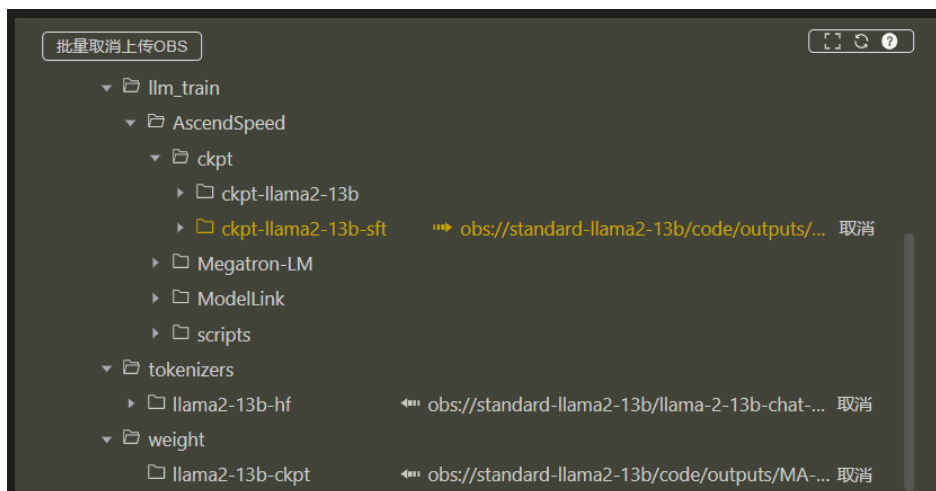 批量取消上传OBS
llm_train
AscendSpeed
ckpt
ckpt-llama2-13b
ckpt-llama2-13b-sft obs://standard-llama2-13b/code/outputs/... 取消
Megatron-LM
ModelLink
scripts
tokenizers
llama2-13b-hf obs://standard-llama2-13b/llama-2-13b-chat-... 取消
weight
llama2-13b-ckpt obs://standard-llama2-13b/code/outputs/MA-... 取消